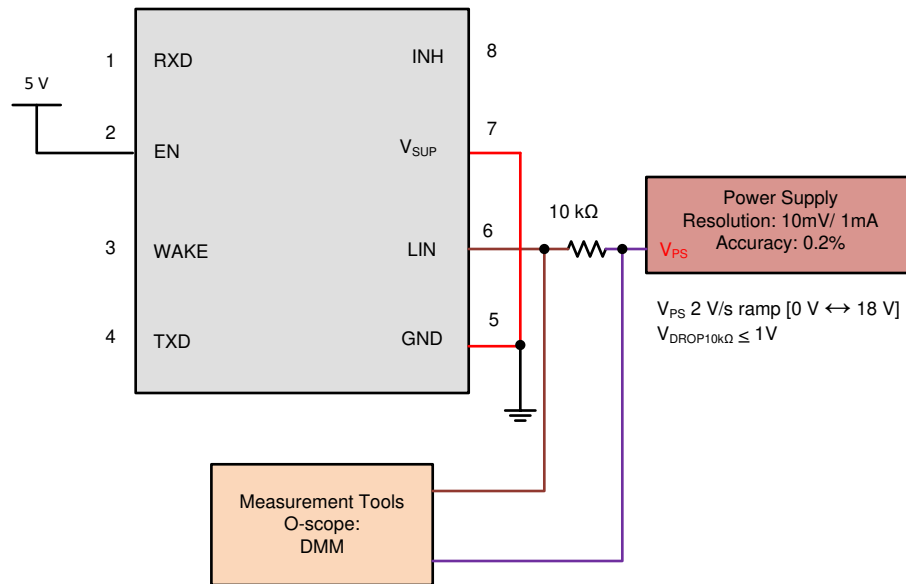 1
RXD
INH
8
5 V
2
EN
VSUP
7
10 kΩ
Power Supply
Resolution: 10mV/ 1mA
Accuracy: 0.2%
3
WAKE
LIN
6
VPS
VPS 2 V/s ramp [0 V ↔ 18 V]
VDROP10kΩ ≤ 1V
4
TXD
GND
5
Measurement Tools
O-scope:
DMM